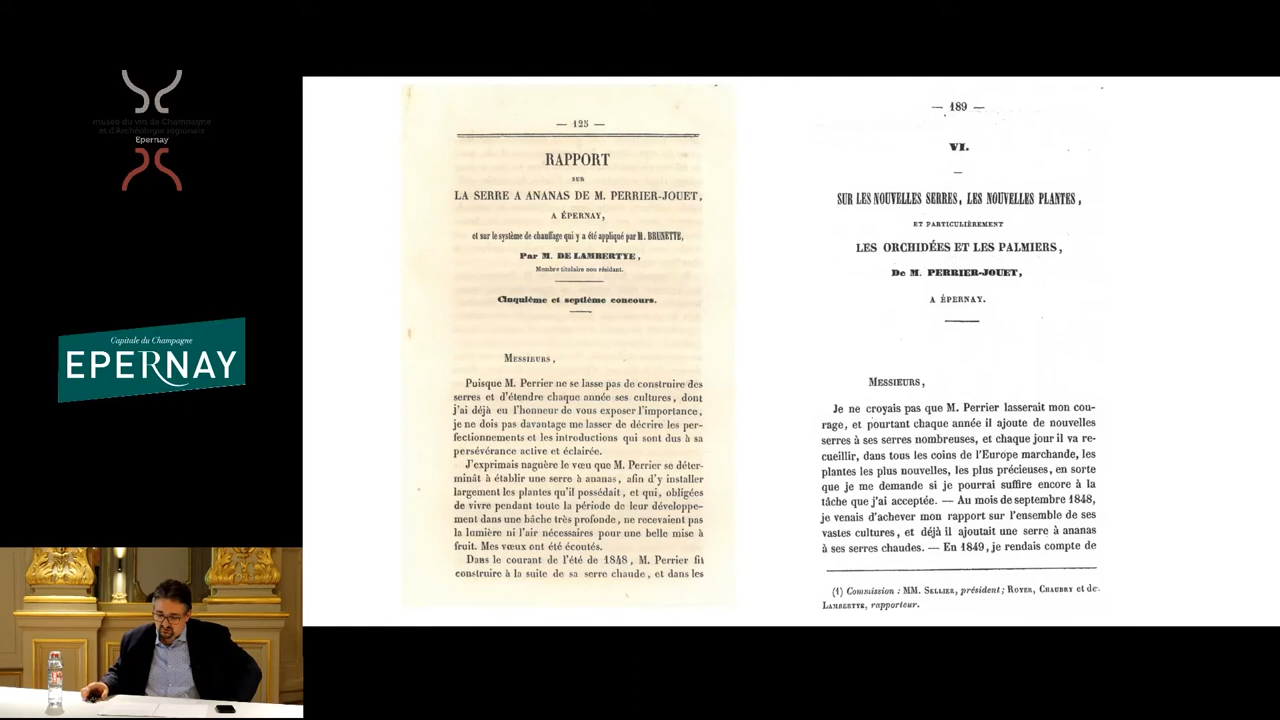 musée du vin de Champagne
et d'Archéologie régionale
Epernay
Capitale du Champagne
EPERNAY
— 125 —
RAPPORT
SUR
LA SERRE A ANANAS DE M. PERRIER-JOUET,
A ÉPERNAY,
et sur le système de chauffage qui y a été appliqué par M. BRUNETTE,
Par M. DE LAMBERTYE,
Membre titulaire non résidant.
Cinquième et septième concours.
MESSIEURS,
Puisque M. Perrier ne se lasse pas de construire des
serres et d'étendre chaque année ses cultures, dont
j'ai déjà eu l'honneur de vous exposer l'importance,
je ne dois pas davantage me lasser de décrire les per-
fectionnements et les introductions qui sont dus à sa
persévérance active et éclairée.
J'exprimais naguère le vœu que M. Perrier se déter-
minât à établir une serre à ananas, afin d'y installer
largement les plantes qu'il possédait, et qui, obligées
de vivre pendant toute la période de leur développe-
ment dans une bâche très profonde, ne recevaient pas
la lumière ni l'air nécessaires pour une belle mise à
fruit. Mes vœux ont été écoutés.
Dans le courant de l'été de 1848, M. Perrier fit
construire à la suite de sa serre chaude, et dans les
— 189 —
VI.
—
SUR LES NOUVELLES SERRES, LES NOUVELLES PLANTES,
ET PARTICULIÈREMENT
LES ORCHIDÉES ET LES PALMIERS,
De M. PERRIER-JOUET,
A ÉPERNAY.
MESSIEURS,
Je ne croyais pas que M. Perrier lasserait mon cou-
rage, et pourtant chaque année il ajoute de nouvelles
serres à ses serres nombreuses, et chaque jour il va re-
cueillir, dans tous les coins de l'Europe marchande, les
plantes les plus nouvelles, les plus précieuses, en sorte
que je me demande si je pourrai suffire encore à la
tâche que j'ai acceptée. — Au mois de septembre 1848,
je venais d'achever mon rapport sur l'ensemble de ses
vastes cultures, et déjà il ajoutait une serre à ananas
à ses serres chaudes. — En 1849, je rendais compte de
(1) Commission : MM. SELLIER, président ; ROYER, CHAUBRY et de
LAMBERTYE, rapporteur.